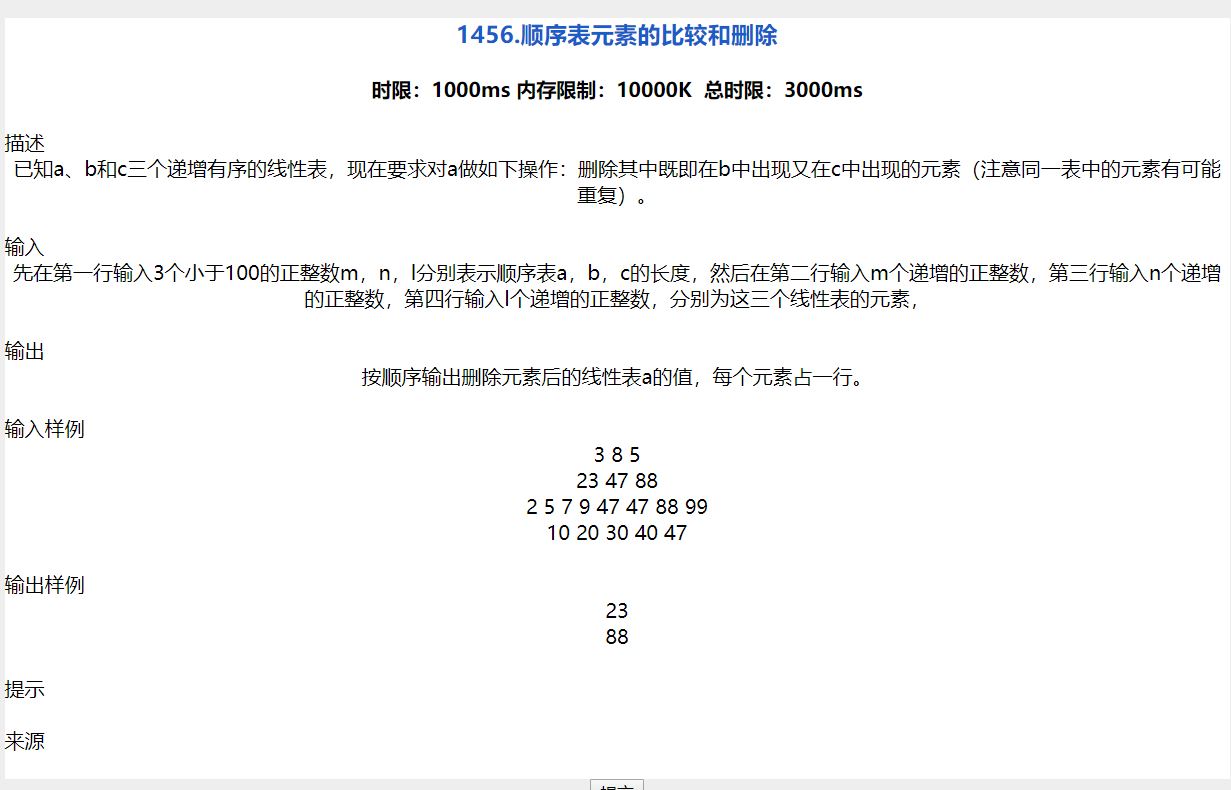 1456.顺序表元素的比较和删除
时限：1000ms 内存限制：10000K 总时限：3000ms
描述
已知a、b和c三个递增有序的线性表，现在要求对a做如下操作：删除其中既即在b中出现又在c中出现的元素（注意同一表中的元素有可能
重复）。
输入
先在第一行输入3个小于100的正整数m，n，l分别表示顺序表a，b，c的长度，然后在第二行输入m个递增的正整数，第三行输入n个递增
的正整数，第四行输入l个递增的正整数，分别为这三个线性表的元素，
输出
按顺序输出删除元素后的线性表a的值，每个元素占一行。
输入样例
3 8 5
23 47 88
2 5 7 9 47 47 88 99
10 20 30 40 47
输出样例
23
88
提示
来源